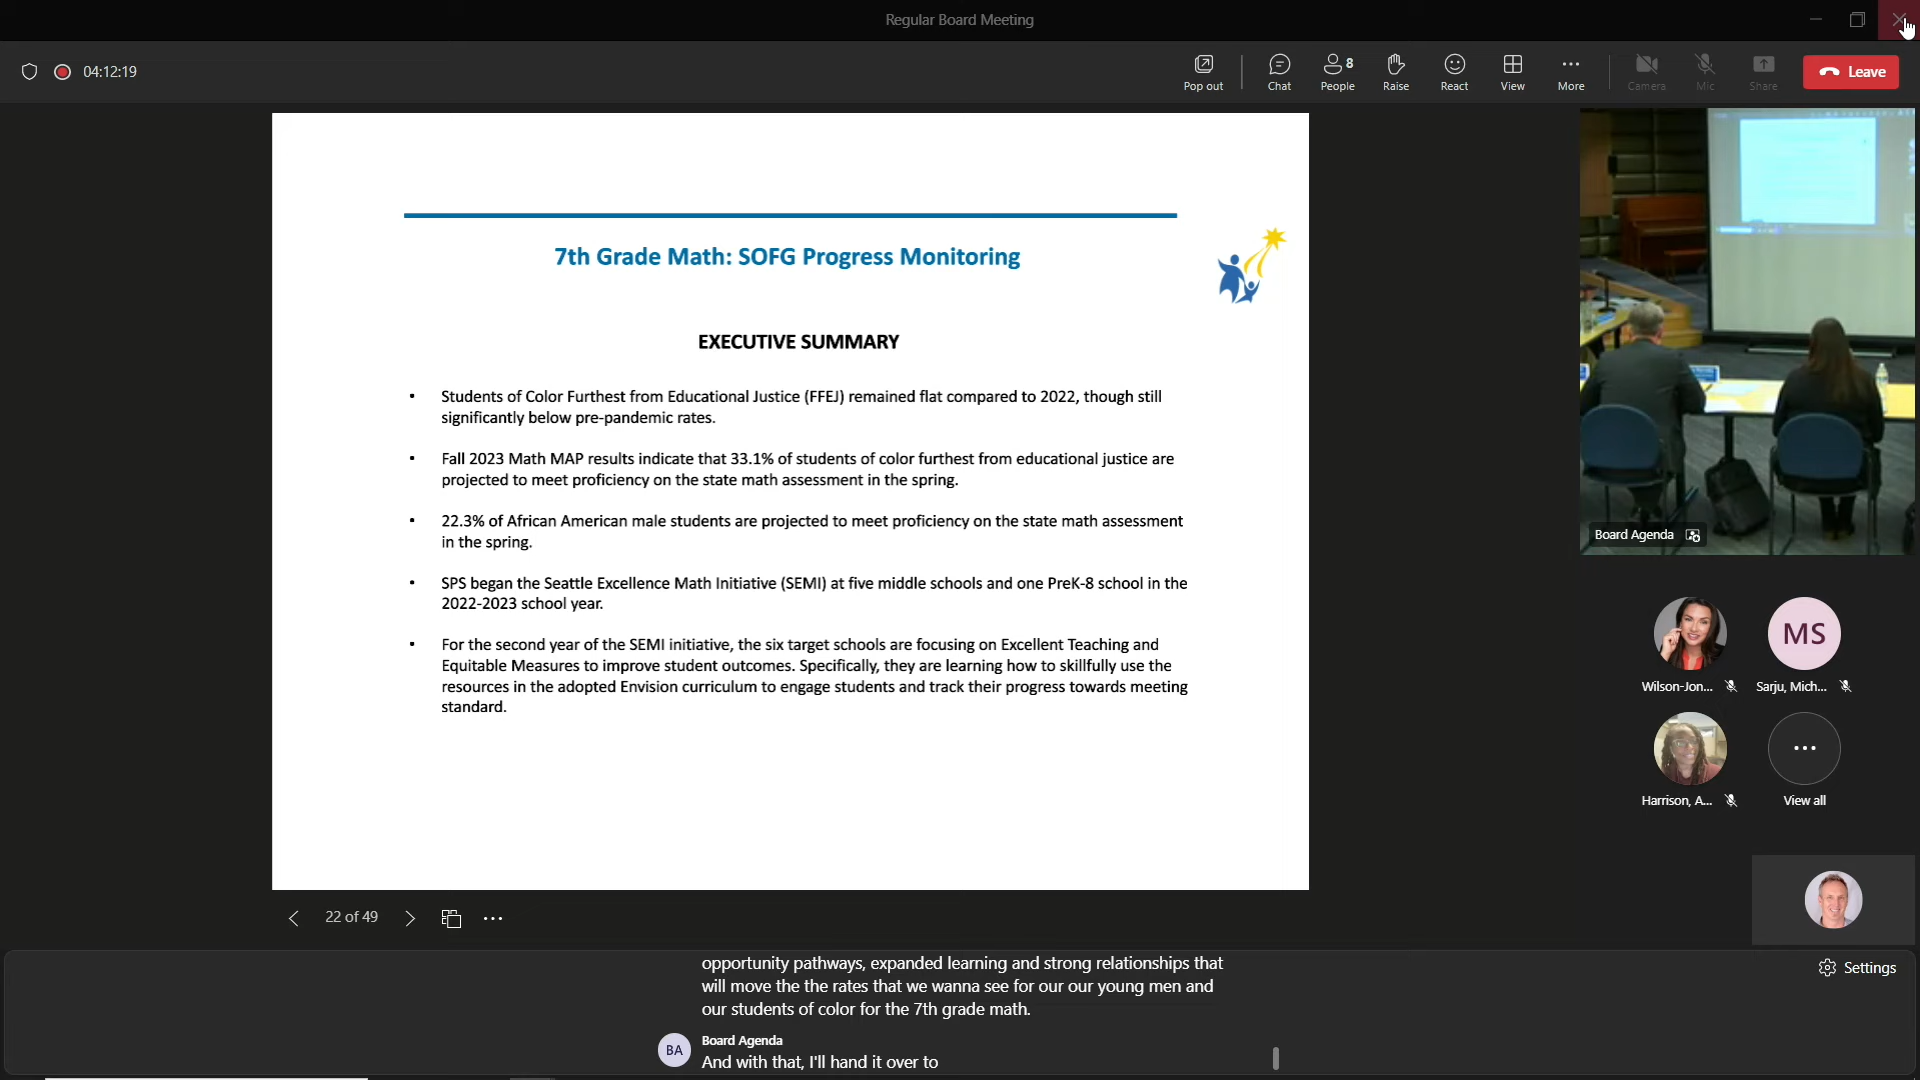 Regular Board Meeting
04:12:19
Pop out
Chat
8
People
Raise
React
View
More
Camera
Mic
Share
Leave
7th Grade Math: SOFG Progress Monitoring
EXECUTIVE SUMMARY
• Students of Color Furthest from Educational Justice (FFEJ) remained flat compared to 2022, though still
significantly below pre-pandemic rates.
• Fall 2023 Math MAP results indicate that 33.1% of students of color furthest from educational justice are
projected to meet proficiency on the state math assessment in the spring.
• 22.3% of African American male students are projected to meet proficiency on the state math assessment
in the spring.
• SPS began the Seattle Excellence Math Initiative (SEMI) at five middle schools and one PreK-8 school in the
2022-2023 school year.
• For the second year of the SEMI initiative, the six target schools are focusing on Excellent Teaching and
Equitable Measures to improve student outcomes. Specifically, they are learning how to skillfully use the
resources in the adopted Envision curriculum to engage students and track their progress towards meeting
standard.
Board Agenda
MS
Wilson-Jon...
Sarju, Mich...
Harrison, A...
View all
22 of 49
Settings
opportunity pathways, expanded learning and strong relationships that
will move the the rates that we wanna see for our our young men and
our students of color for the 7th grade math.
BA
Board Agenda
And with that, I'll hand it over to